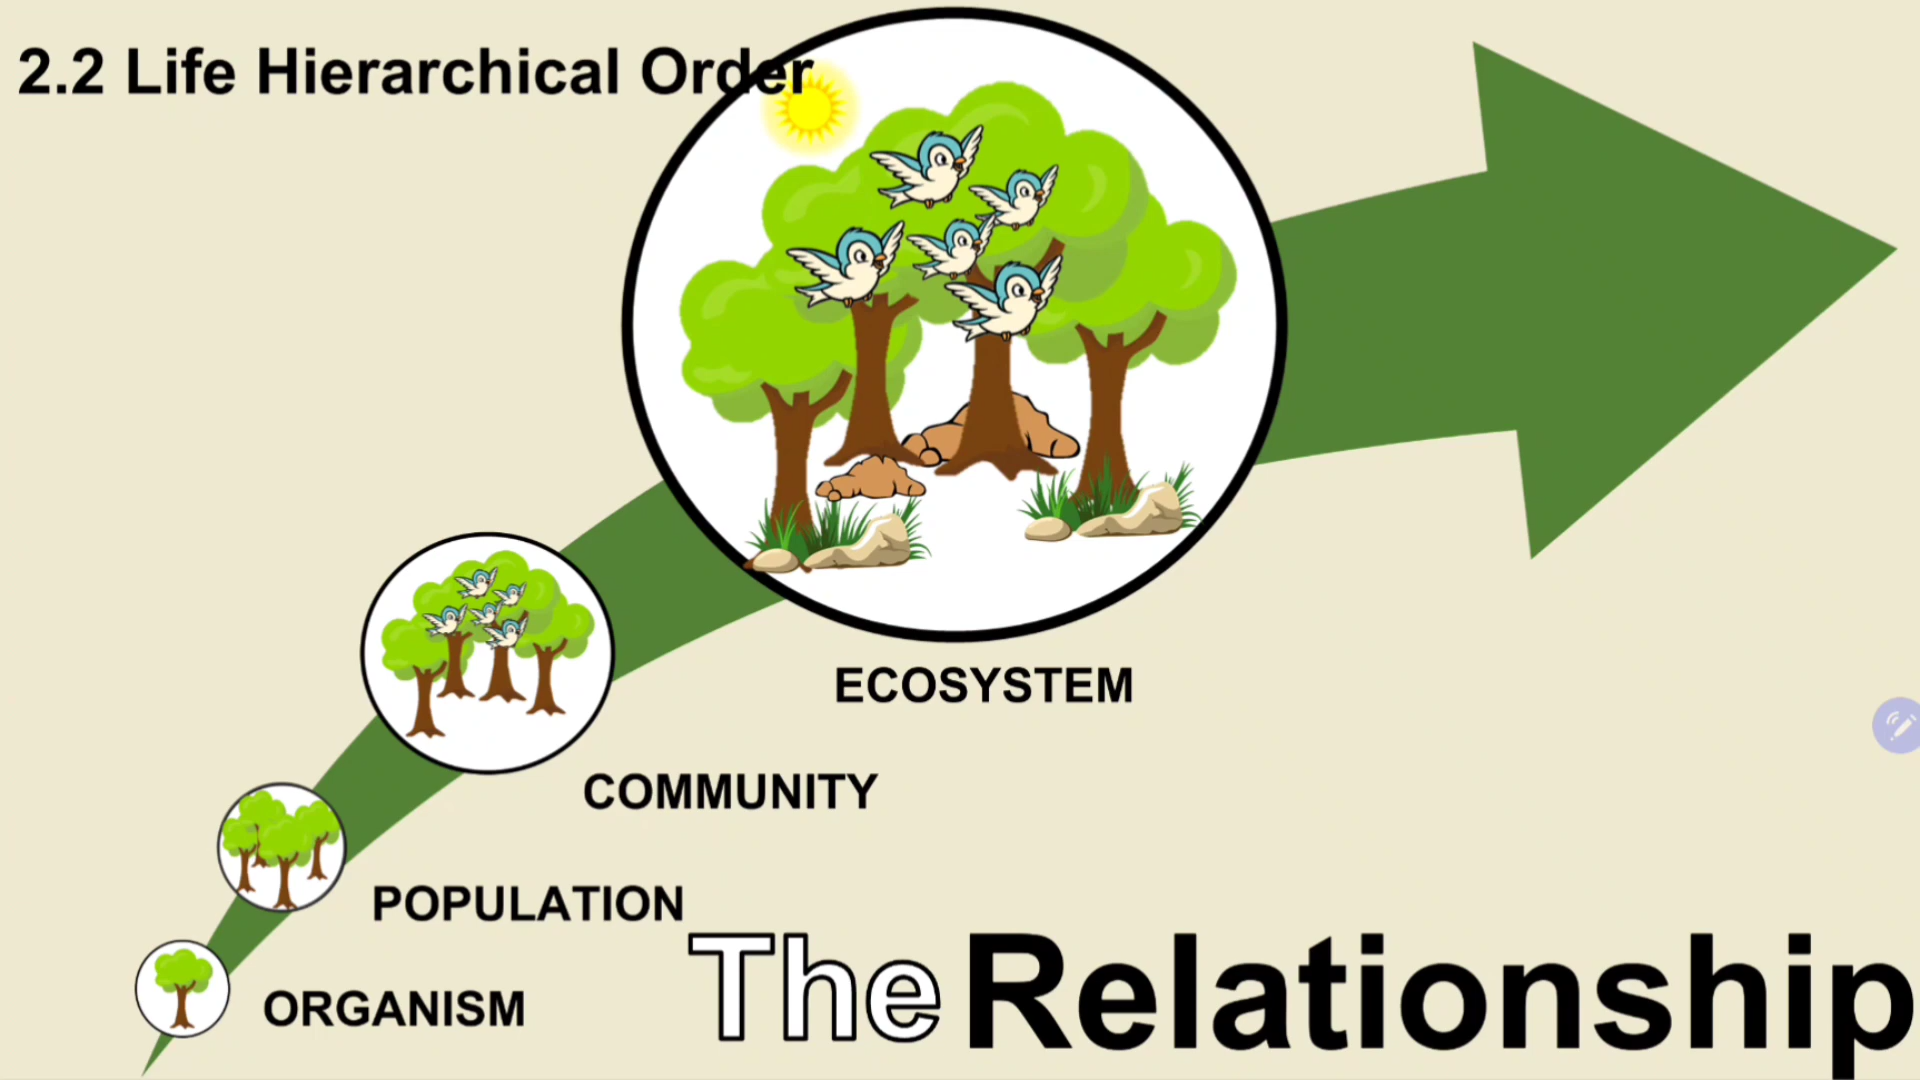 2.2 Life Hierarchical Order
ECOSYSTEM
COMMUNITY
POPULATION
ORGANISM
The Relationship